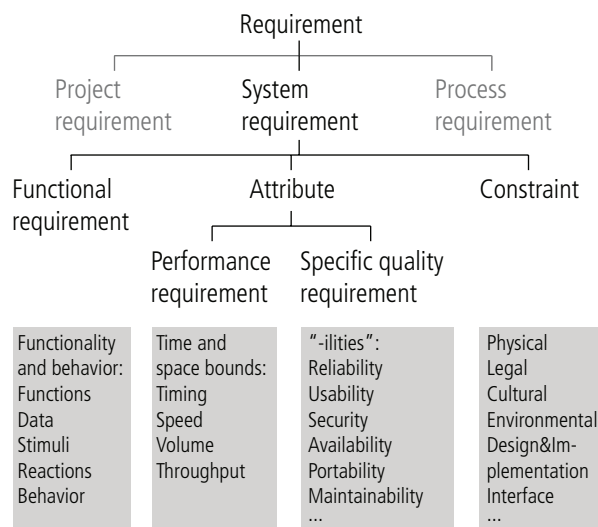 Requirement
Project
requirement
System
requirement
Process
requirement
Functional
requirement
Attribute
Constraint
Performance
requirement
Specific quality
requirement
Functionality
and behavior:
Functions
Data
Stimuli
Reactions
Behavior
Time and
space bounds:
Timing
Speed
Volume
Throughput
“-ilities”:
Reliability
Usability
Security
Availability
Portability
Maintainability
...
Physical
Legal
Cultural
Environmental
Design&Im-
plementation
Interface
...